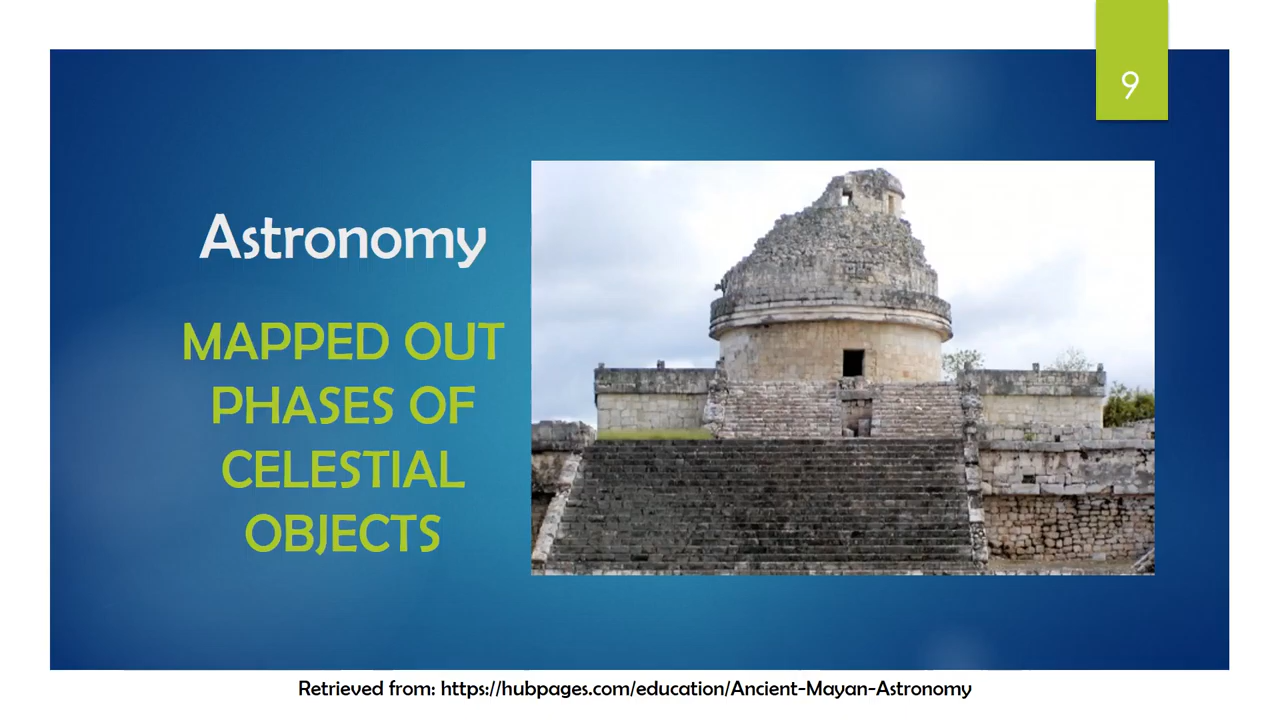 9
Astronomy
MAPPED OUT
PHASES OF
CELESTIAL
OBJECTS
Retrieved from: https://hubpages.com/education/Ancient-Mayan-Astronomy